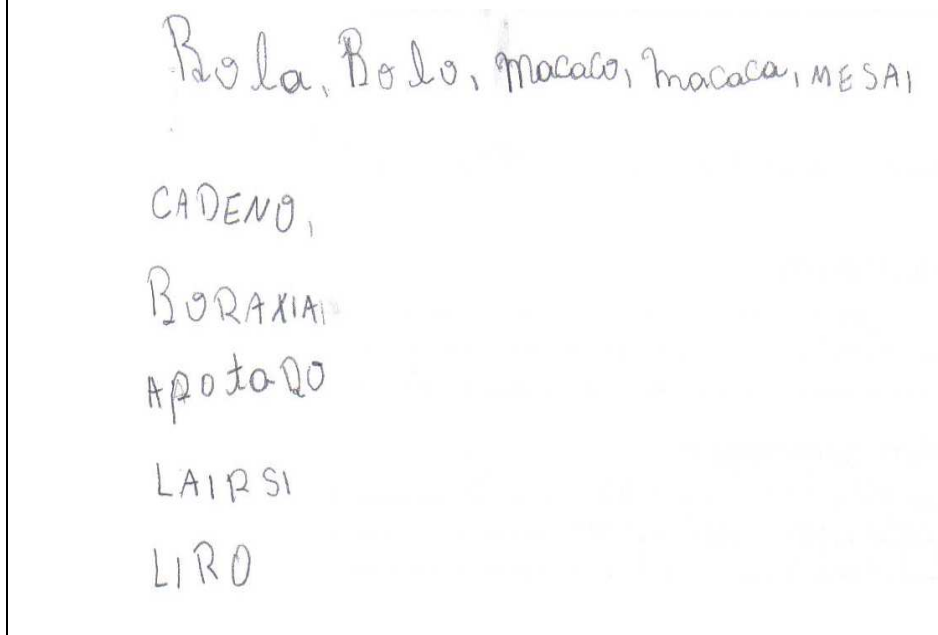 Bola, Bolo, macaco, macaca, MESA,
CADENO,
BORAXIA,
APOtaDO
LAIPSI
LIRO